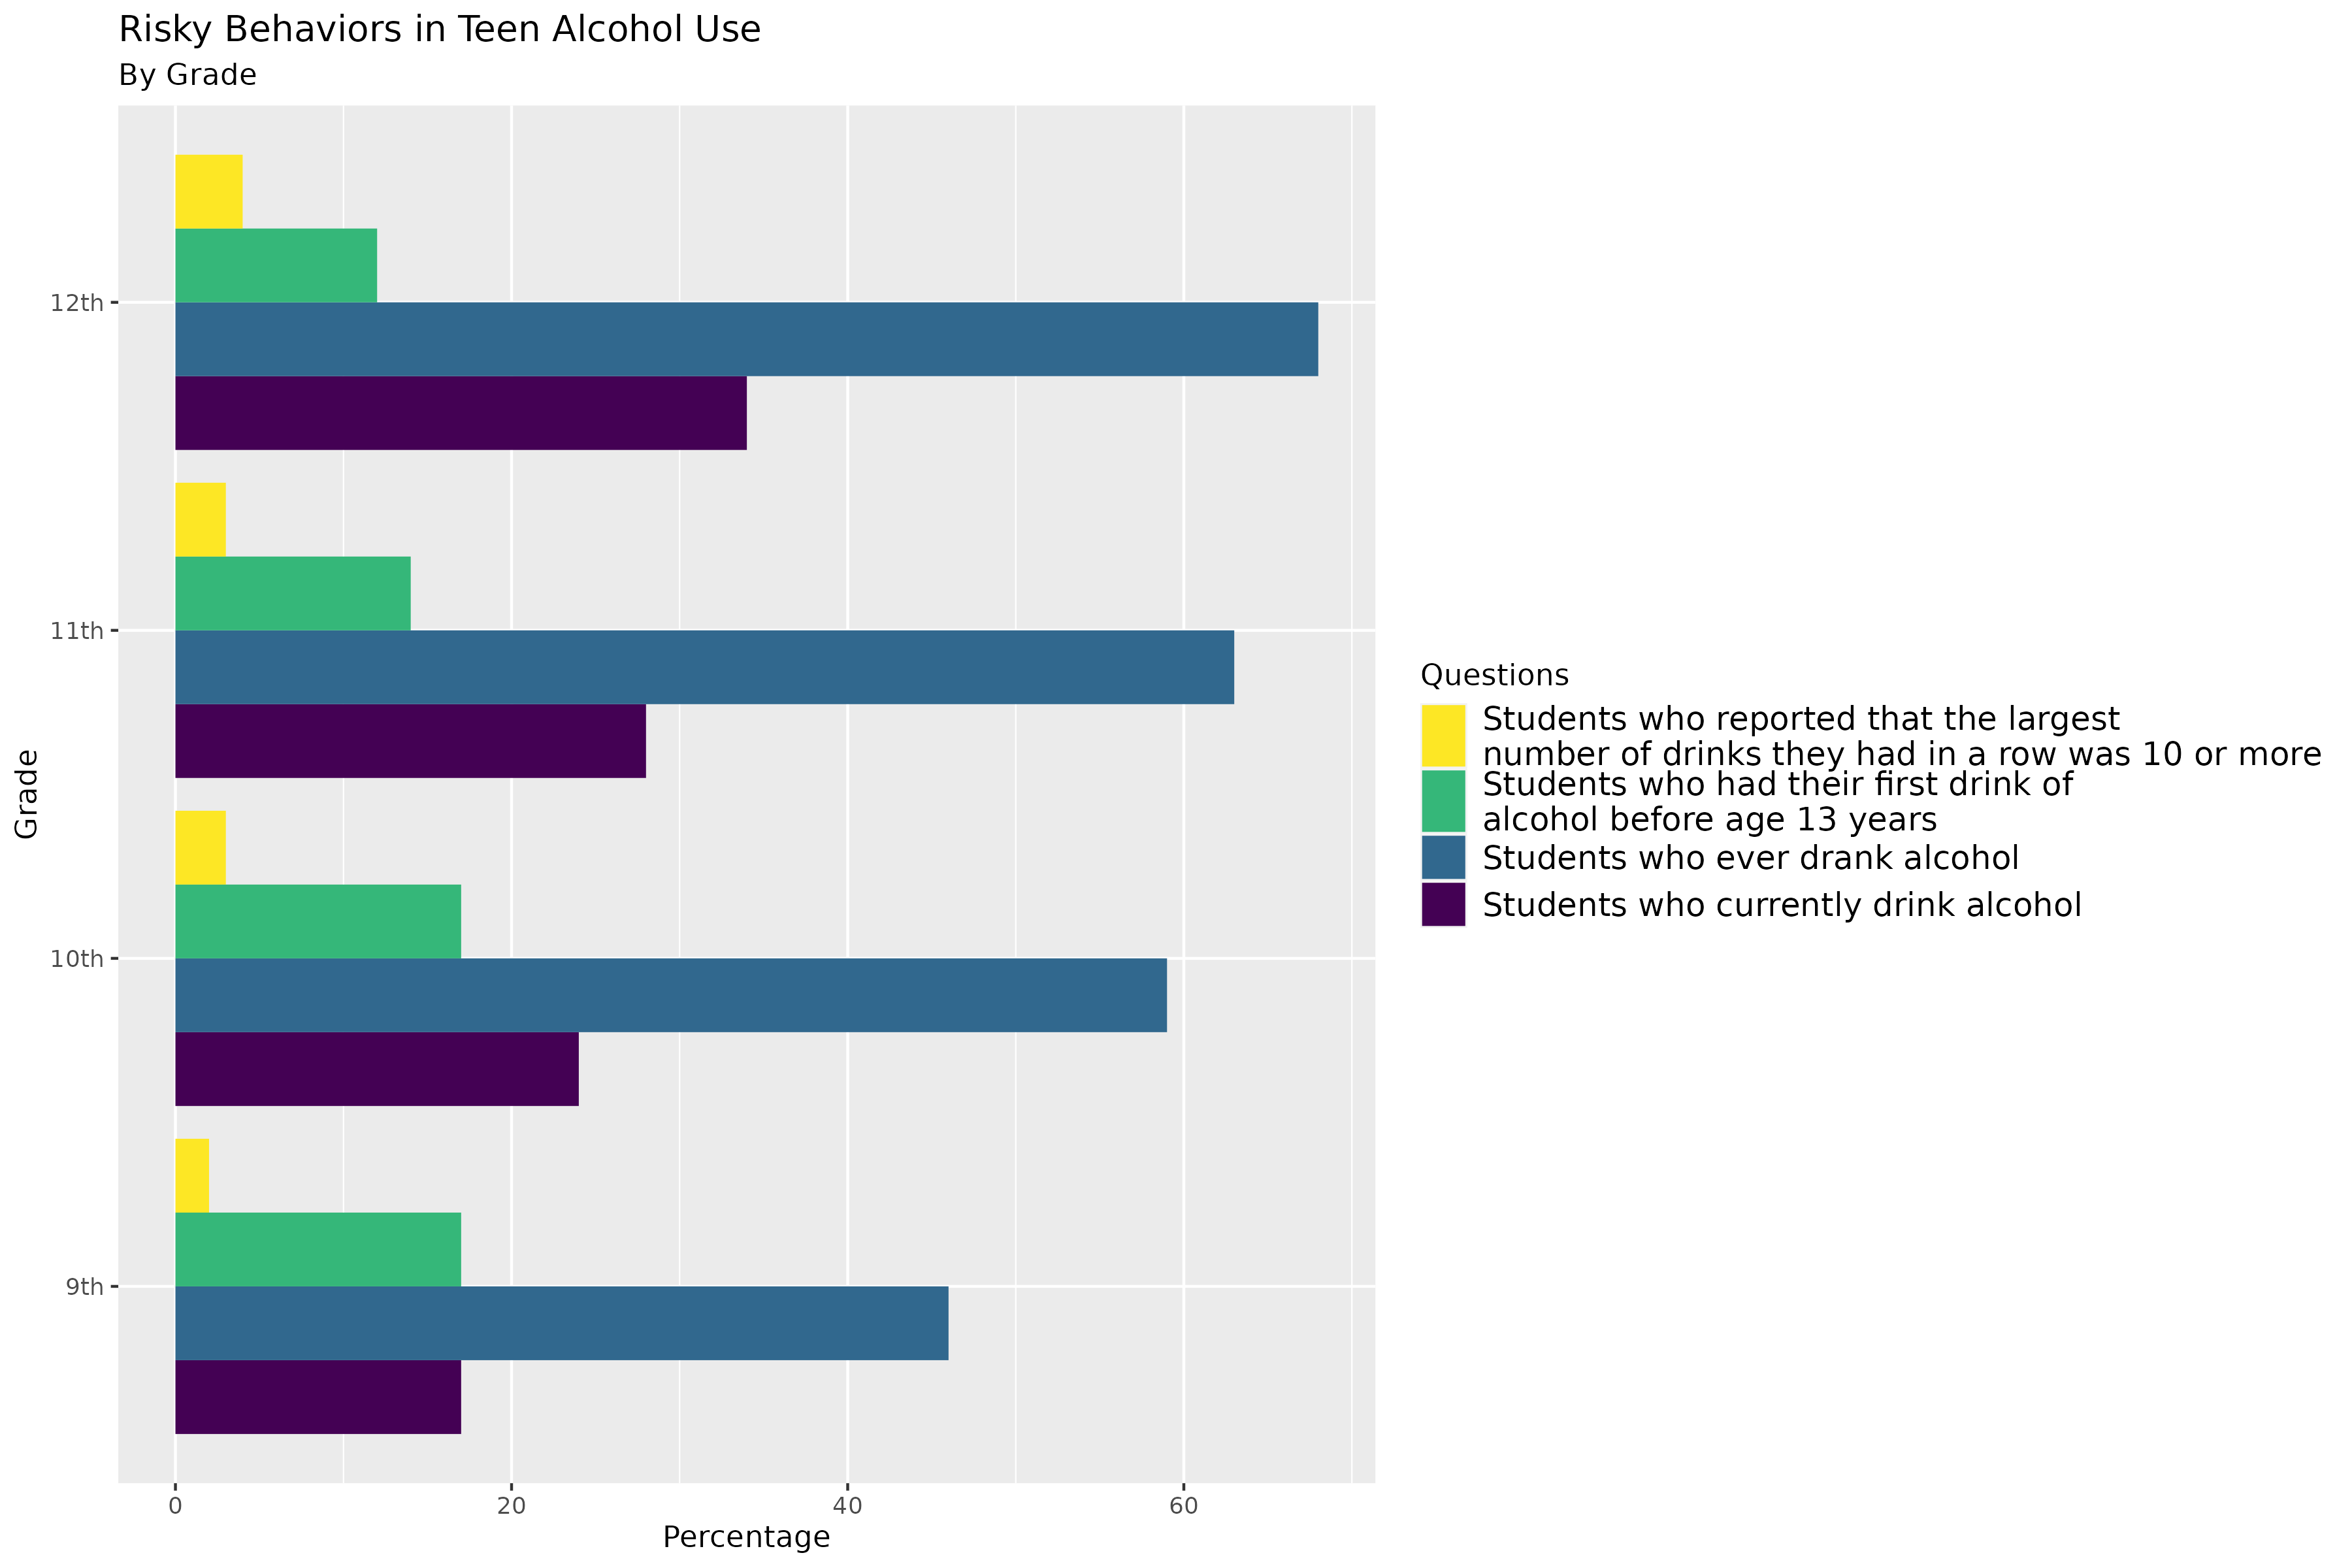 Risky Behaviors in Teen Alcohol Use
By Grade
12th
11th
10th
9th
Grade
0
20
40
60
Percentage
Questions
Students who reported that the largest
number of drinks they had in a row was 10 or more
Students who had their first drink of
alcohol before age 13 years
Students who ever drank alcohol
Students who currently drink alcohol